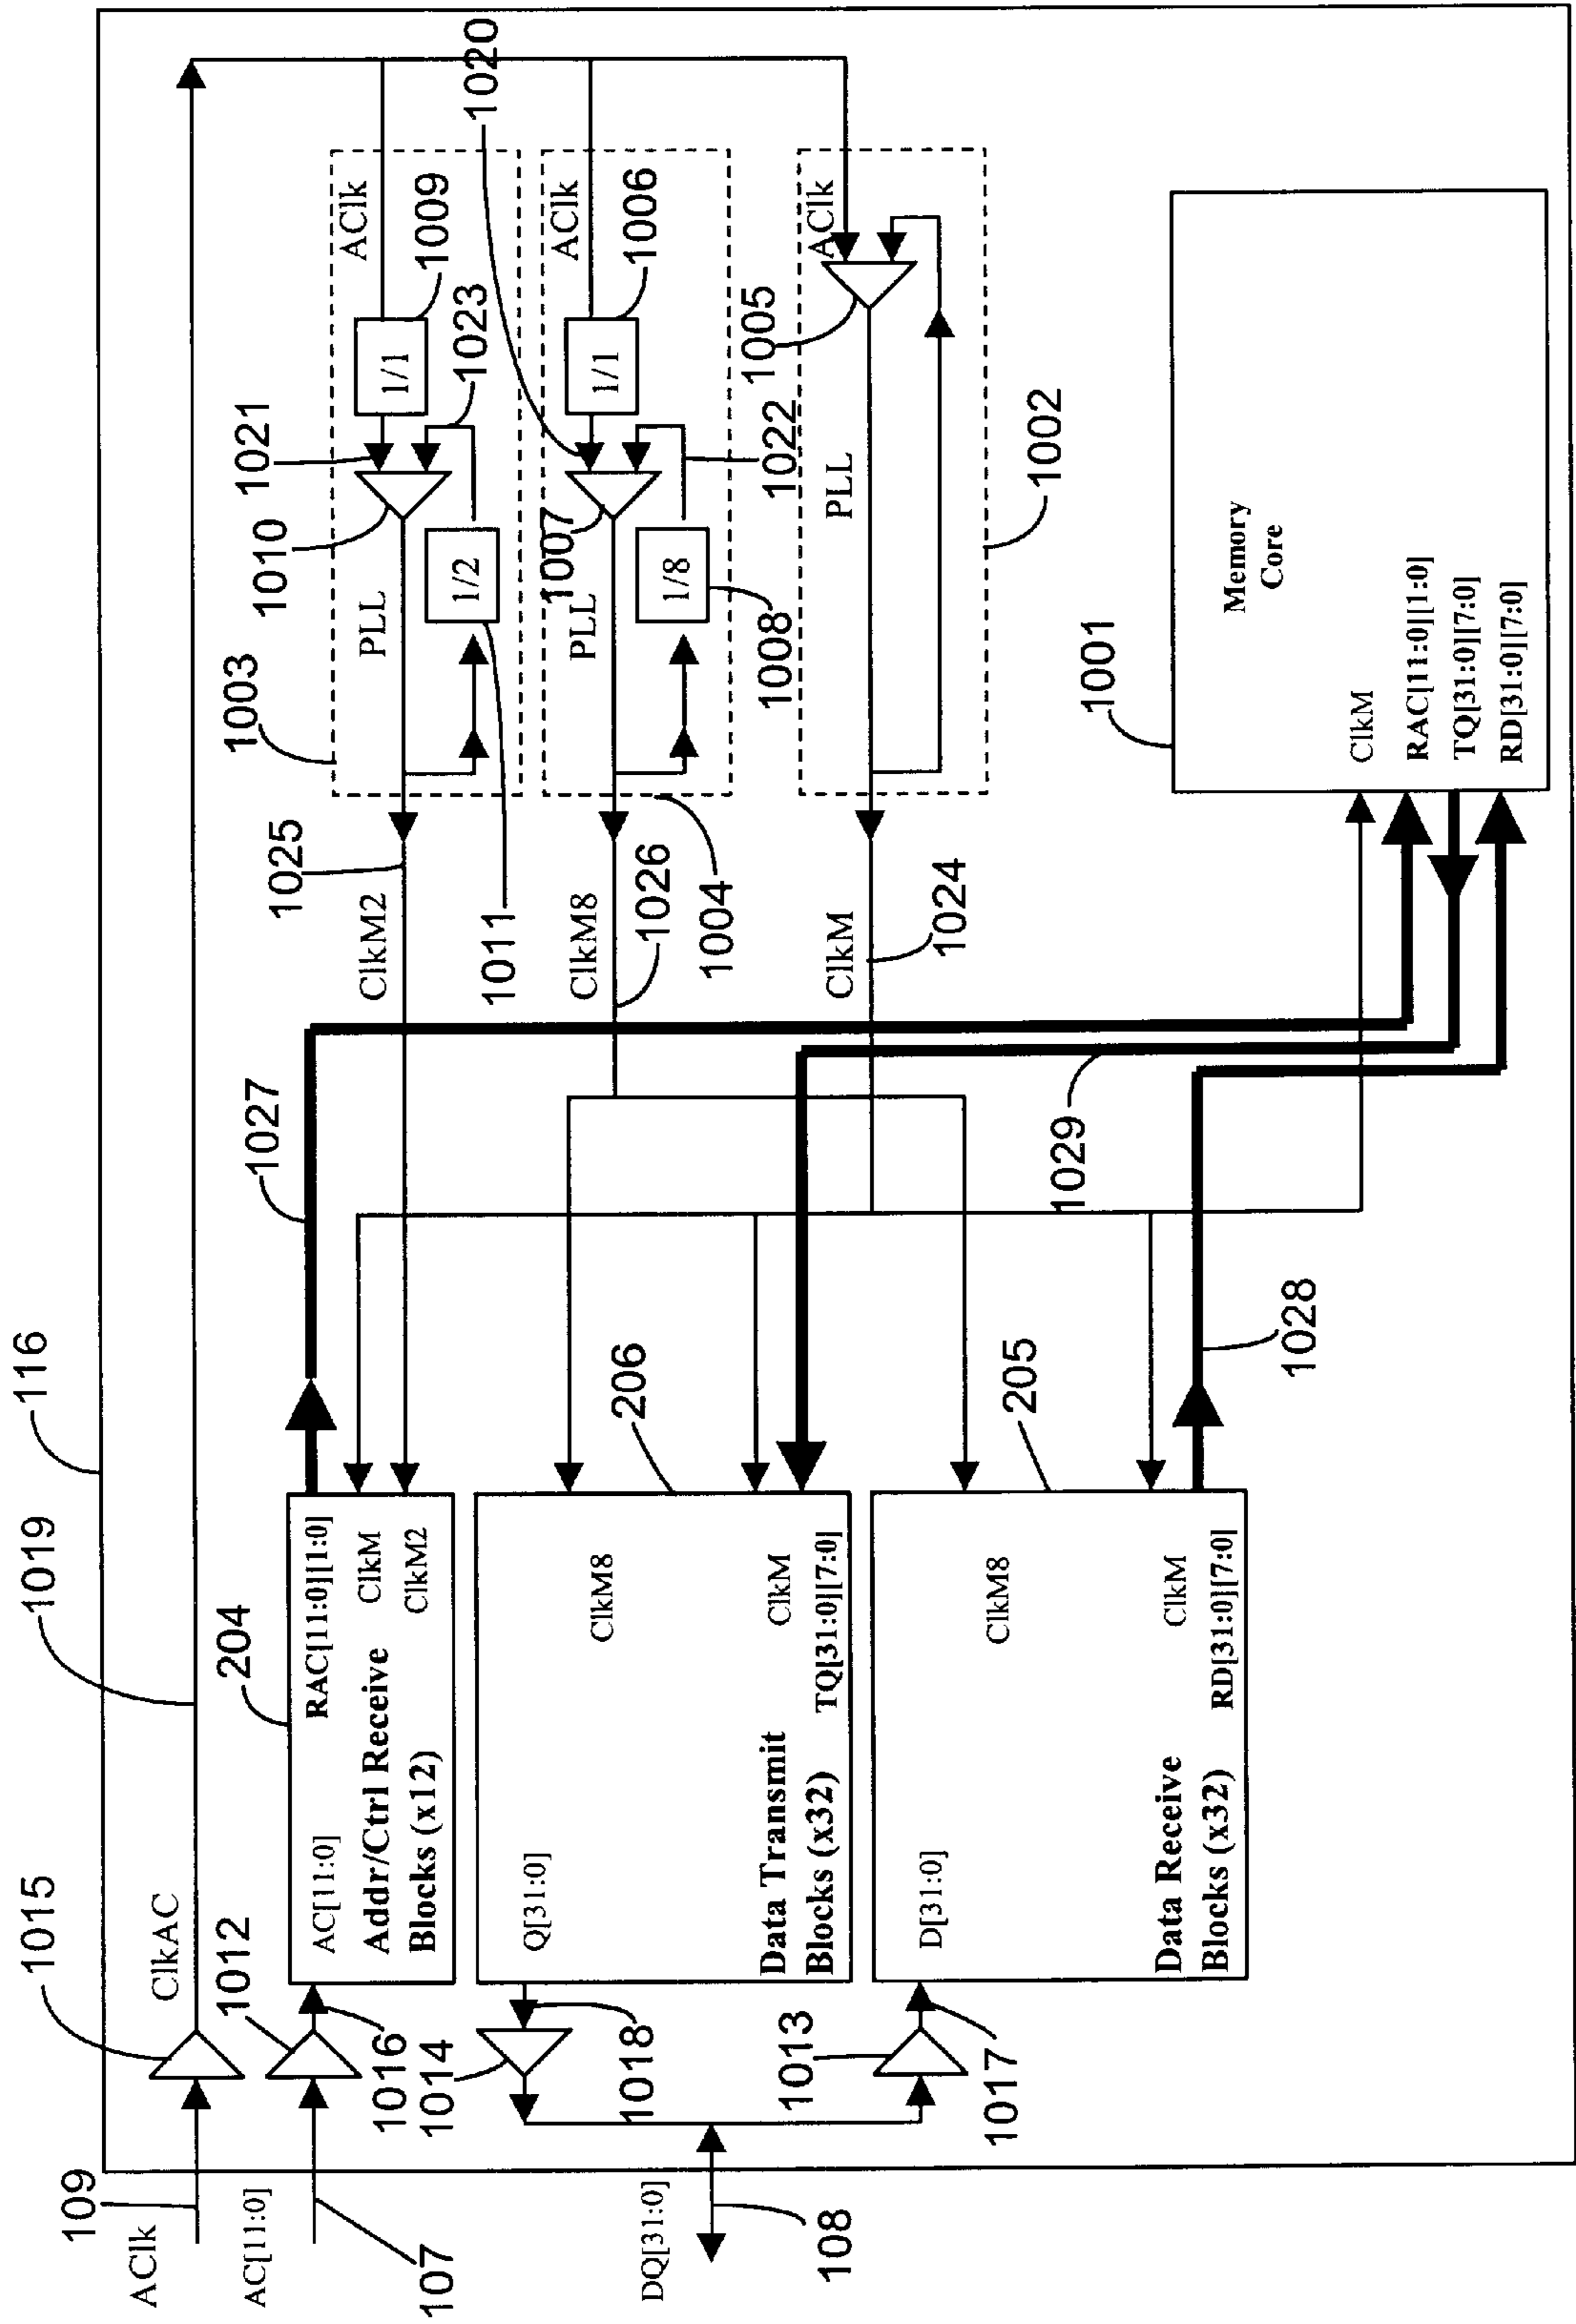 116
1019
1015
ClkAC
109
AClk
1012
AC[11:0]
107
1016
204
AC[11:0]
RAC[11:0][1:0]
Addr/Ctrl Receive
Blocks (x12)
ClkM
ClkM2
1027
1025
ClkM2
1003
PLL
1010
1021
1023
AClk
1009
1/1
1/2
1011
1020
1014
1018
Q[31:0]
Data Transmit
Blocks (x32)
ClkM8
ClkM
TQ[31:0][7:0]
206
ClkM8
1026
1004
PLL
1007
1/8
1008
1022
AClk
1006
1/1
DQ[31:0]
108
1013
1017
D[31:0]
Data Receive
Blocks (x32)
ClkM8
ClkM
RD[31:0][7:0]
205
1028
1029
ClkM
1024
PLL
1005
AClk
1002
1001
Memory
Core
ClkM
RAC[11:0][1:0]
TQ[31:0][7:0]
RD[31:0][7:0]